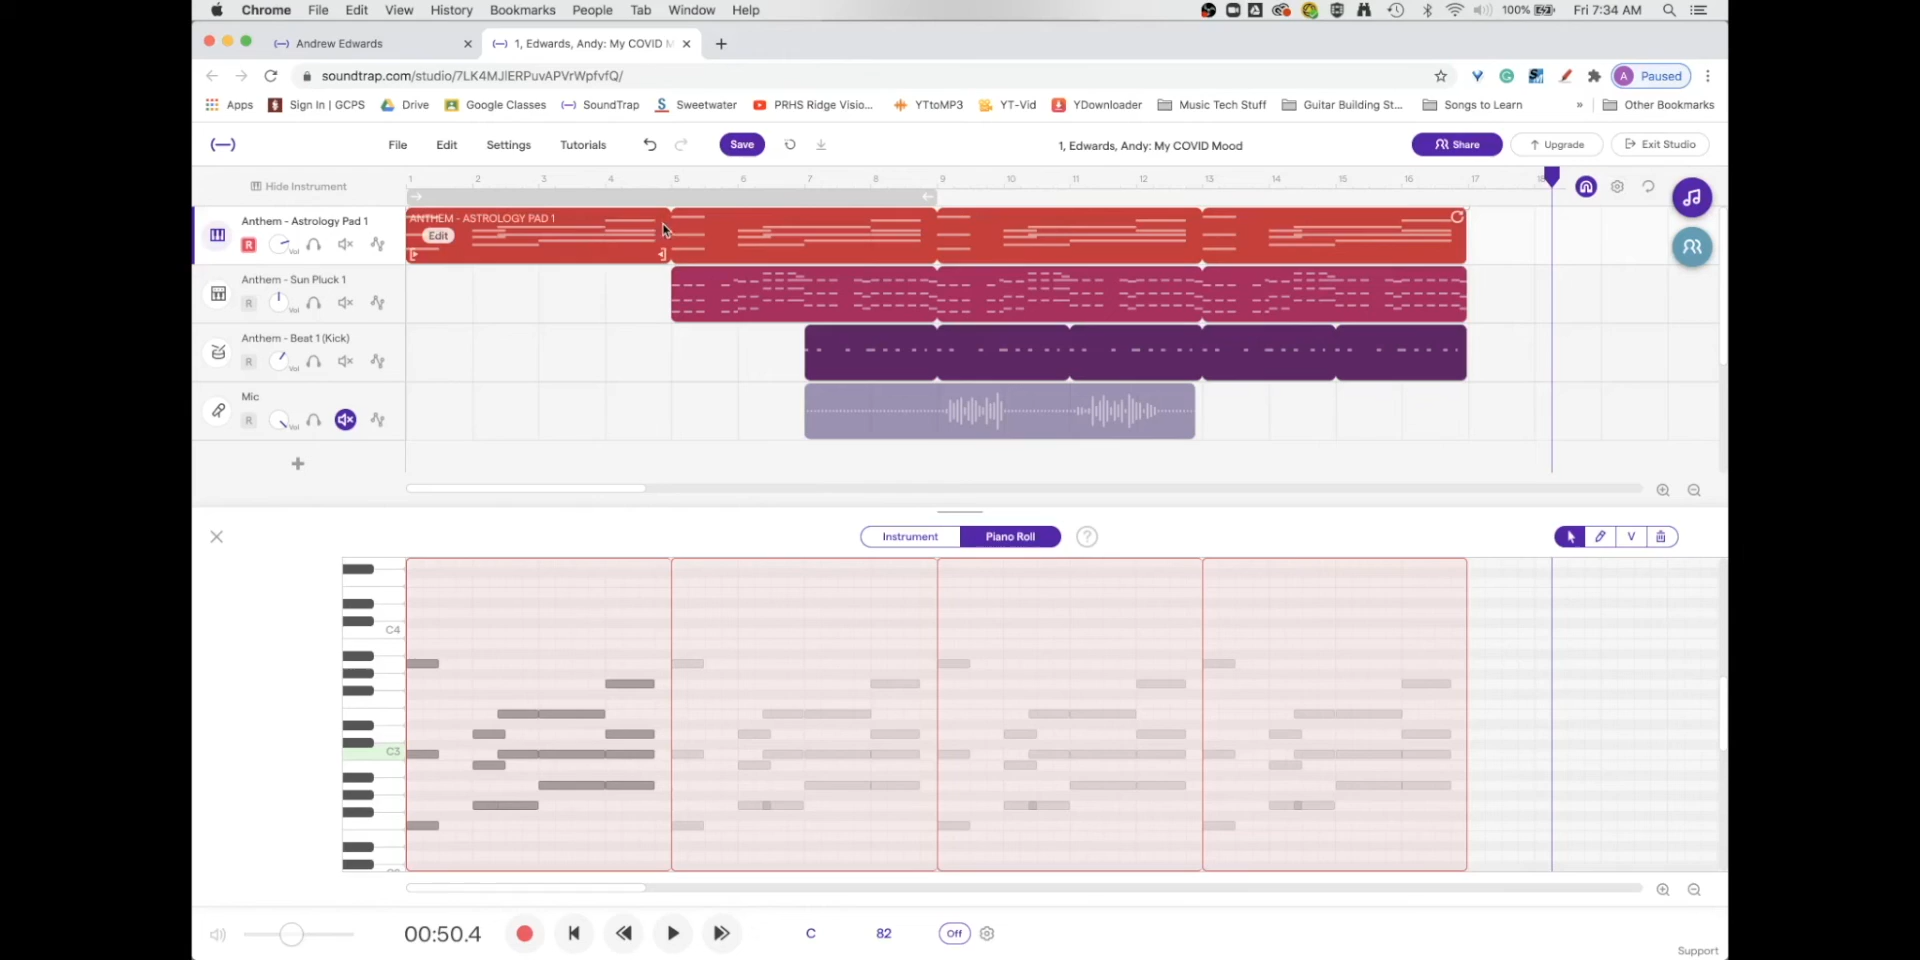 Chrome File Edit View History Bookmarks People Tab Window Help 100% Fri 7:34 AM
Andrew Edwards 1, Edwards, Andy: My COVID M
soundtrap.com/studio/7LK4MJlERPuvAPVrWpfvfQ/ A Paused
Apps Sign In | GCPS Drive Google Classes SoundTrap Sweetwater PRHS Ridge Visio... YTtoMP3 YT-Vid YDownloader Music Tech Stuff Guitar Building St... Songs to Learn » Other Bookmarks
File Edit Settings Tutorials Save 1, Edwards, Andy: My COVID Mood Share Upgrade Exit Studio
Hide Instrument 1 2 3 4 5 6 7 8 9 10 11 12 13 14 15 16 17
Anthem - Astrology Pad 1 ANTHEM - ASTROLOGY PAD 1
Edit
R Vol
Anthem - Sun Pluck 1
R Vol
Anthem - Beat 1 (Kick)
R Vol
Mic
R Vol
Instrument Piano Roll ? V
C4
C3
00:50.4 C 82 Off
Support